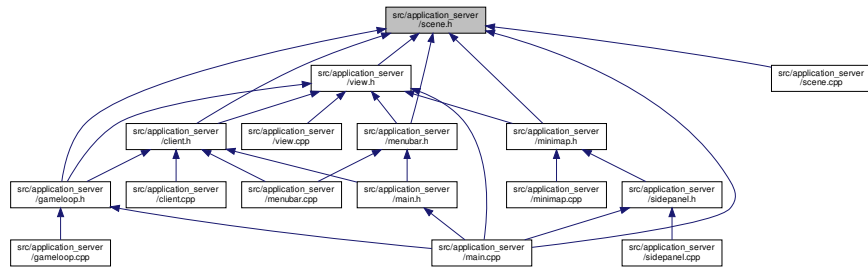 src/application_server
/scene.h
src/application_server
/view.h
src/application_server
/scene.cpp
src/application_server
/client.h
src/application_server
/view.cpp
src/application_server
/menubar.h
src/application_server
/minimap.h
src/application_server
/gameloop.h
src/application_server
/client.cpp
src/application_server
/menubar.cpp
src/application_server
/main.h
src/application_server
/minimap.cpp
src/application_server
/sidepanel.h
src/application_server
/gameloop.cpp
src/application_server
/main.cpp
src/application_server
/sidepanel.cpp